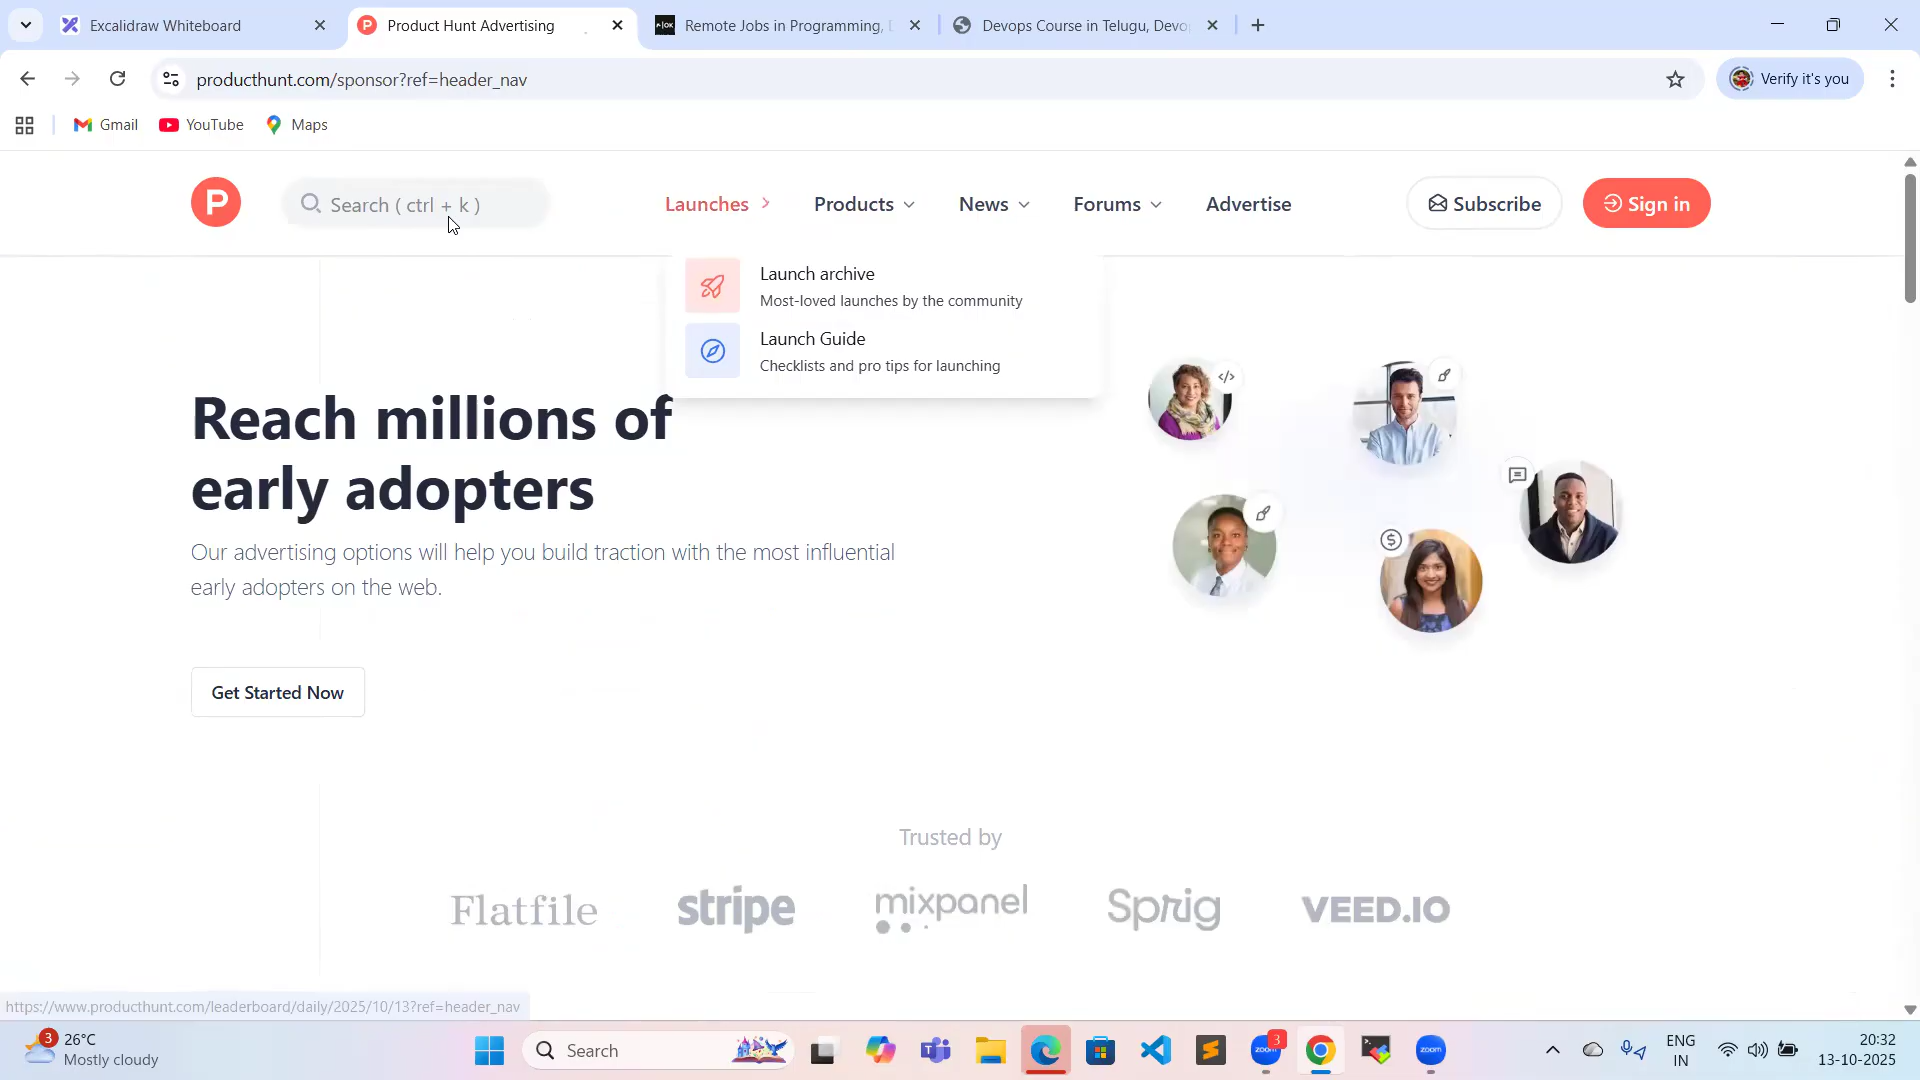 Excalidraw Whiteboard
Product Hunt Advertising
Remote Jobs in Programming,
Devops Course in Telugu, Devo
producthunt.com/sponsor?ref=header_nav
Verify it's you
Gmail
YouTube
Maps
P
Search ( ctrl + k )
Launches
Products
News
Forums
Advertise
Subscribe
Sign in
Launch archive
Most-loved launches by the community
Launch Guide
Checklists and pro tips for launching
Reach millions of
early adopters
Our advertising options will help you build traction with the most influential
early adopters on the web.
Get Started Now
Trusted by
Flatfile
stripe
mixpanel
Sprig
VEED.IO
https://www.producthunt.com/leaderboard/daily/2025/10/13?ref=header_nav
3
26°C
Mostly cloudy
Search
zoom
3
zoom
ENG
IN
20:32
13-10-2025